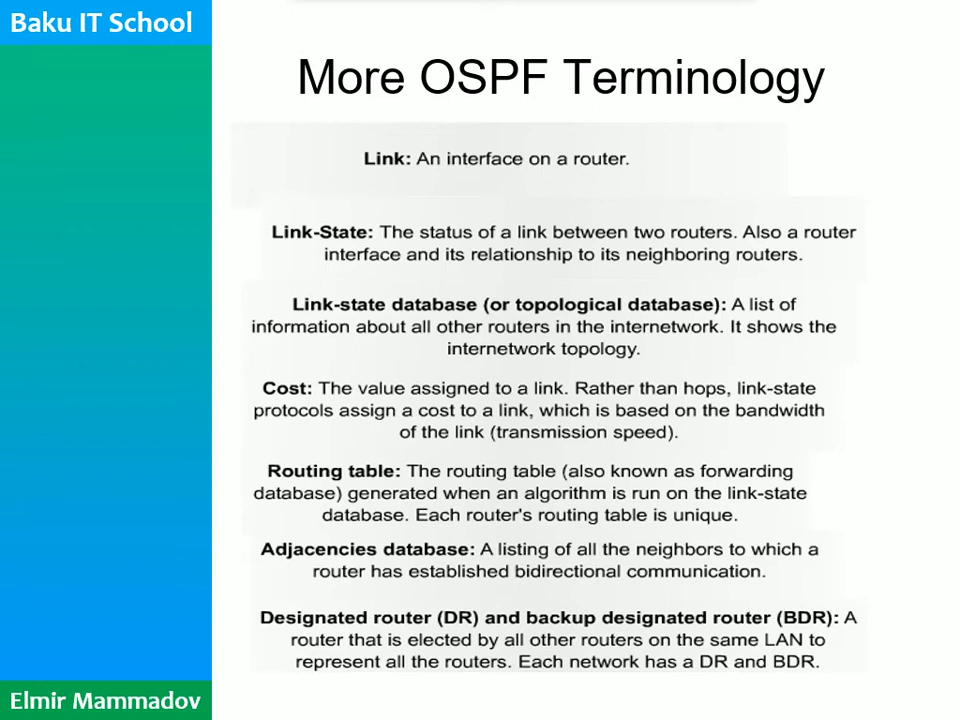 Baku IT School
More OSPF Terminology
Link: An interface on a router.
Link-State: The status of a link between two routers. Also a router
interface and its relationship to its neighboring routers.
Link-state database (or topological database): A list of
information about all other routers in the internetwork. It shows the
internetwork topology.
Cost: The value assigned to a link. Rather than hops, link-state
protocols assign a cost to a link, which is based on the bandwidth
of the link (transmission speed).
Routing table: The routing table (also known as forwarding
database) generated when an algorithm is run on the link-state
database. Each router's routing table is unique.
Adjacencies database: A listing of all the neighbors to which a
router has established bidirectional communication.
Designated router (DR) and backup designated router (BDR): A
router that is elected by all other routers on the same LAN to
represent all the routers. Each network has a DR and BDR.
Elmir Mammadov